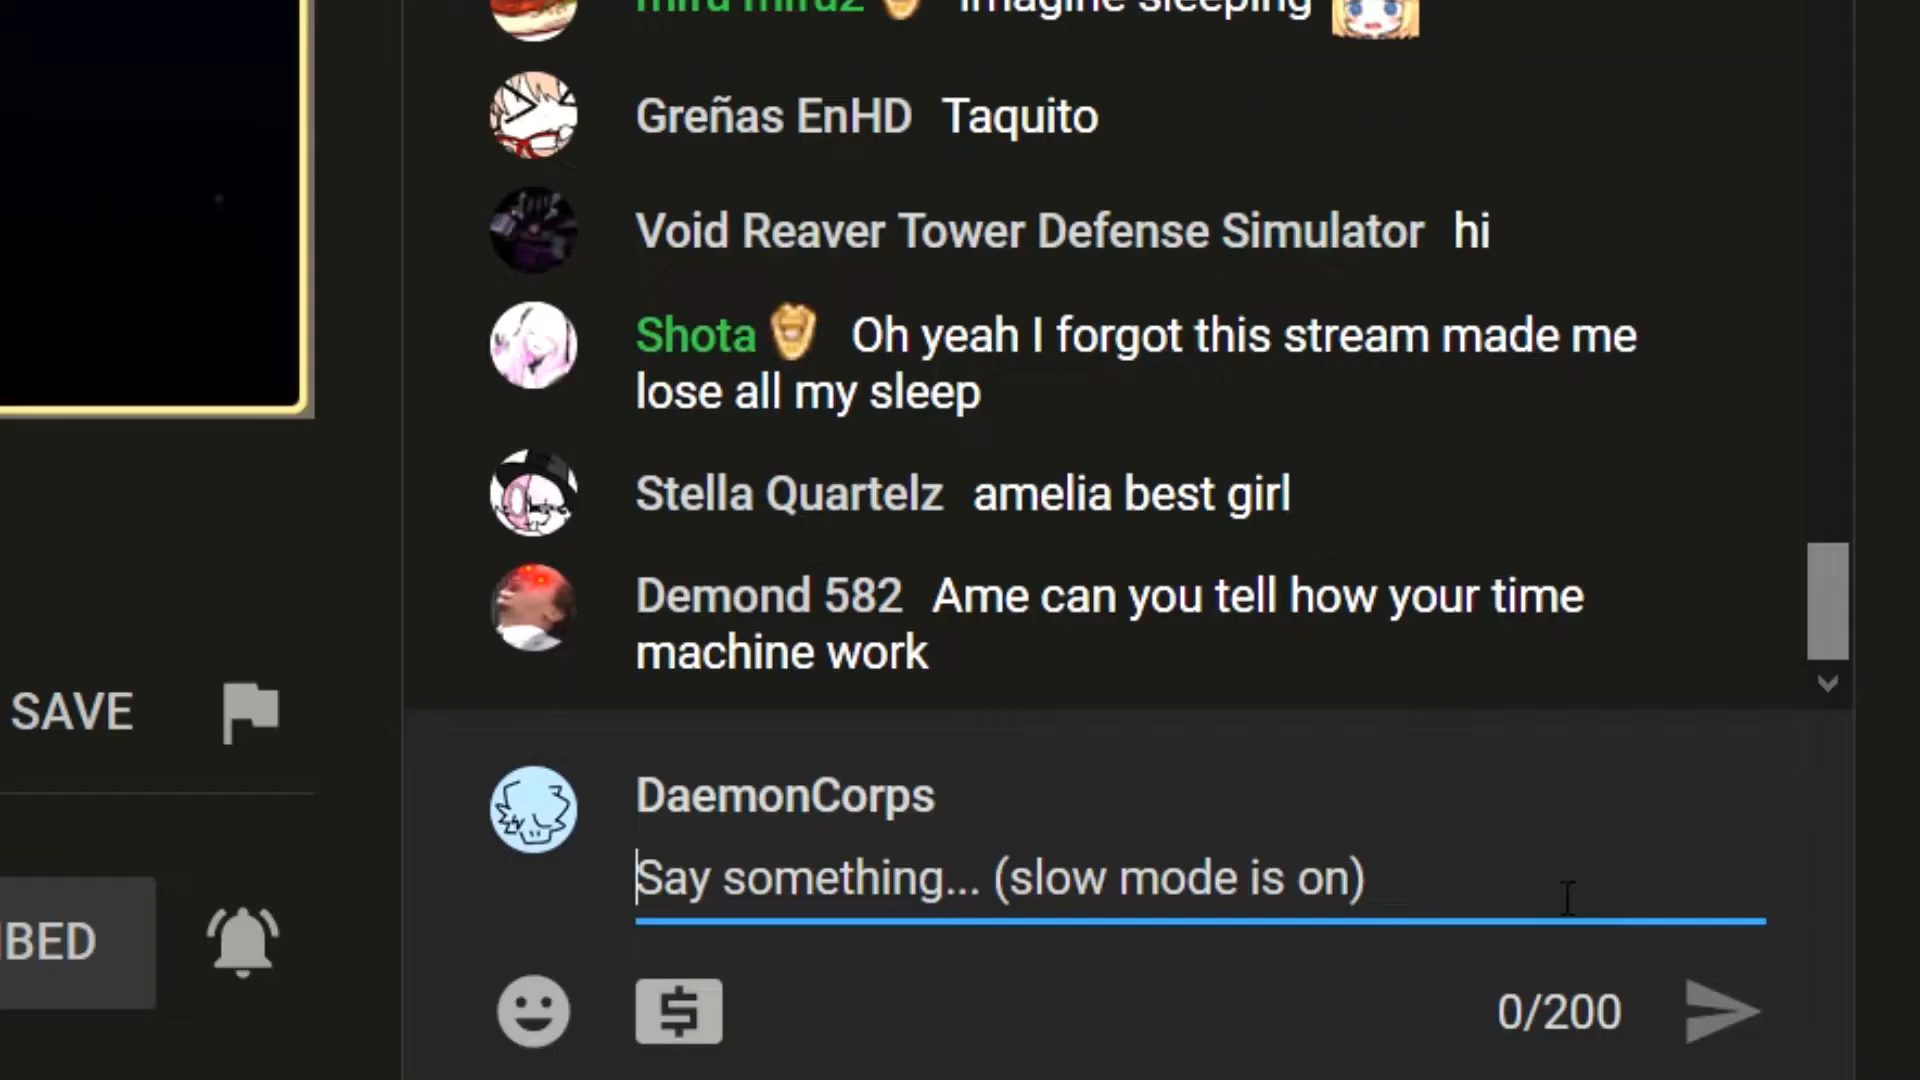 miru miru2 imagine sleeping
Greñas EnHD Taquito
Void Reaver Tower Defense Simulator hi
Shota Oh yeah I forgot this stream made me
lose all my sleep
Stella Quartelz amelia best girl
Demond 582 Ame can you tell how your time
machine work
SAVE
DaemonCorps
Say something... (slow mode is on)
BED
0/200